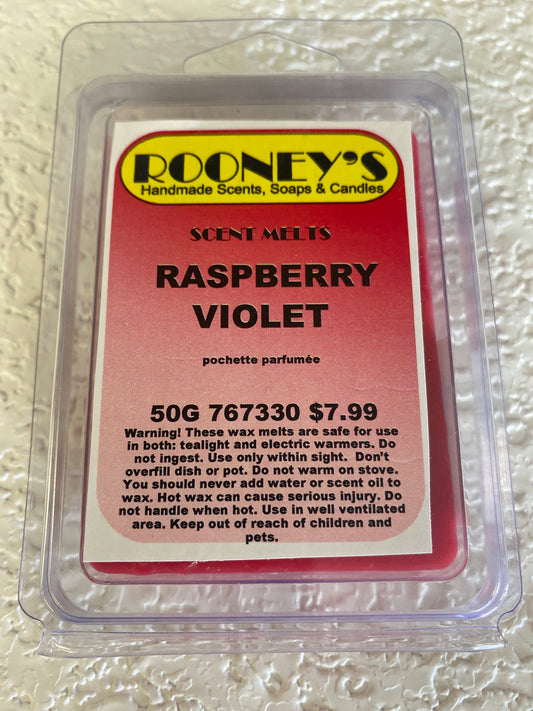 ROONEY'S
Handmade Scents, Soaps & Candles
SCENT MELTS
RASPBERRY
VIOLET
pochette parfumée
50G 767330 $7.99
Warning! These wax melts are safe for use
in both: tealight and electric warmers. Do
not ingest. Use only within sight. Don't
overfill dish or pot. Do not warm on stove.
You should never add water or scent oil to
wax. Hot wax can cause serious injury. Do
not handle when hot. Use in well ventilated
area. Keep out of reach of children and
pets.